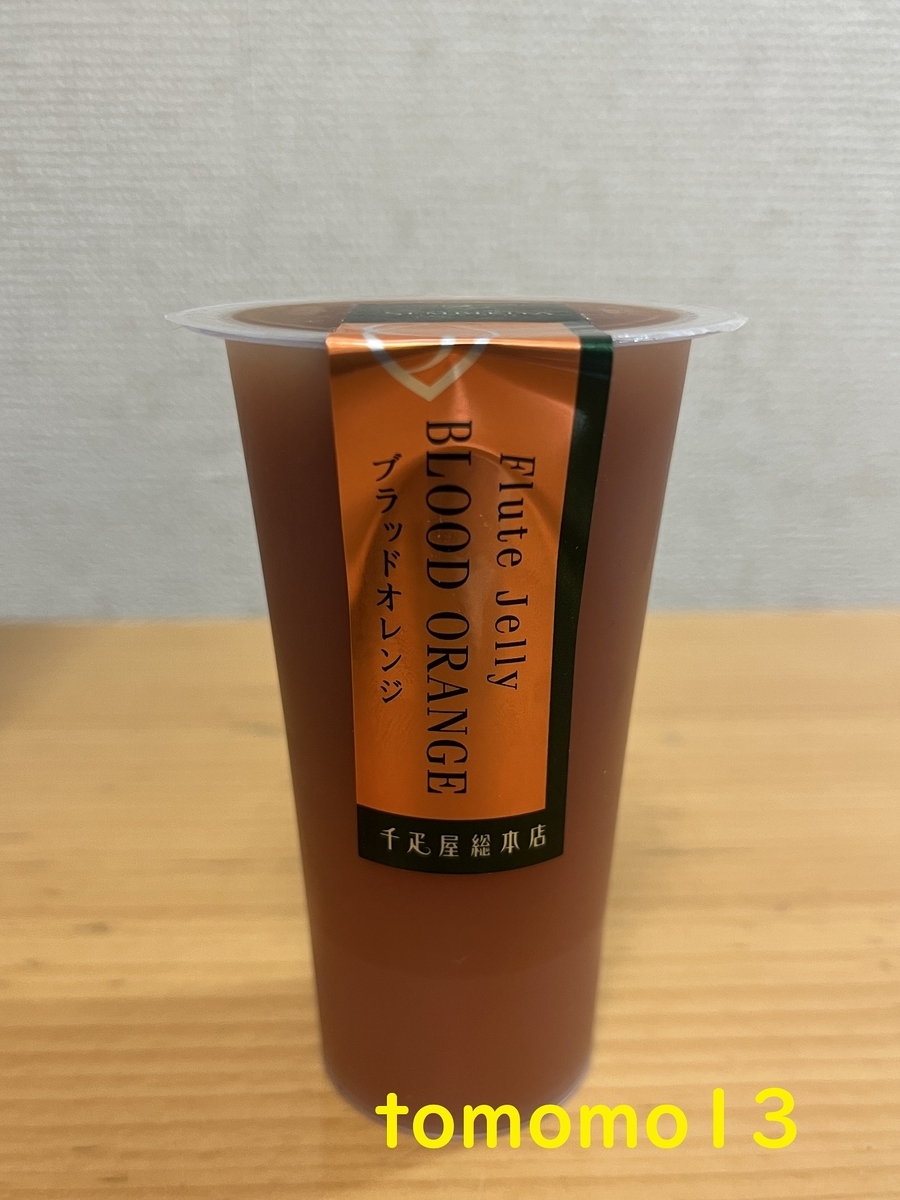 SEMBIKIYA
Flute Jelly
BLOOD ORANGE
ブラッドオレンジ
千疋屋総本店
tomomo13